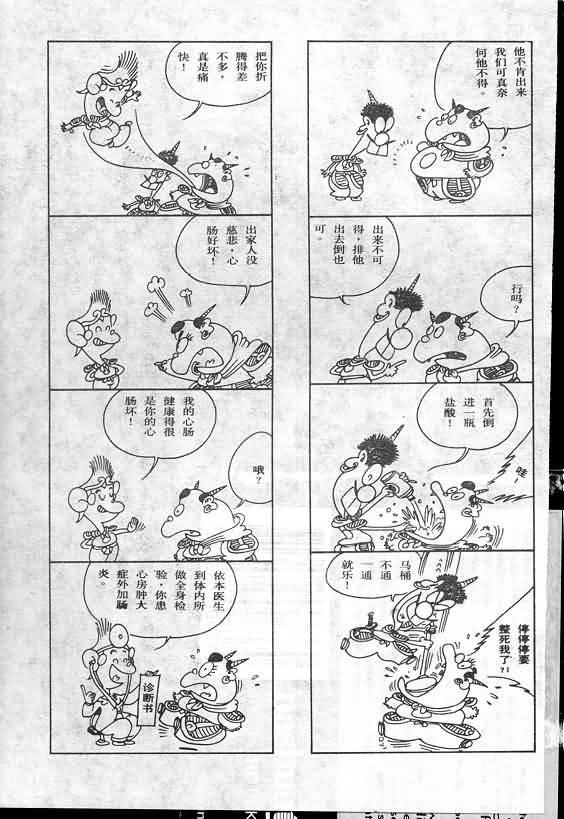 他不肯出来
我们可真奈
何他不得。
出来不可
得，排他
出去倒也
可。
行吗？
首先倒
进一瓶
盐酸！
哇！
马桶
不通
一通
就乐！
停停停要
整死我了?!
把你折
腾得差
不多，
真是痛
快！
出家人没
慈悲，心
肠好坏！
我的心肠
健康得很
是你的心
肠坏！
哦？
依本医生
到体内所
做全身检
验，你患
心房肿大
症外加肠
炎。
诊断书